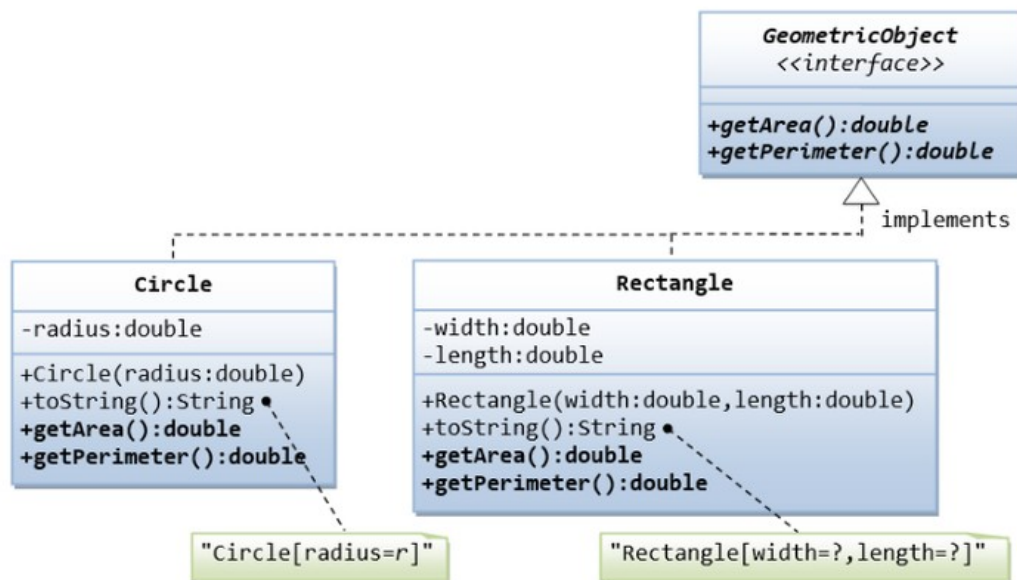 GeometricObject
<<interface>>
+getArea():double
+getPerimeter():double
implements
Circle
-radius:double
+Circle(radius:double)
+toString():String
+getArea():double
+getPerimeter():double
"Circle[radius=r]"
Rectangle
-width:double
-length:double
+Rectangle(width:double,length:double)
+toString():String
+getArea():double
+getPerimeter():double
"Rectangle[width=?,length=?]"